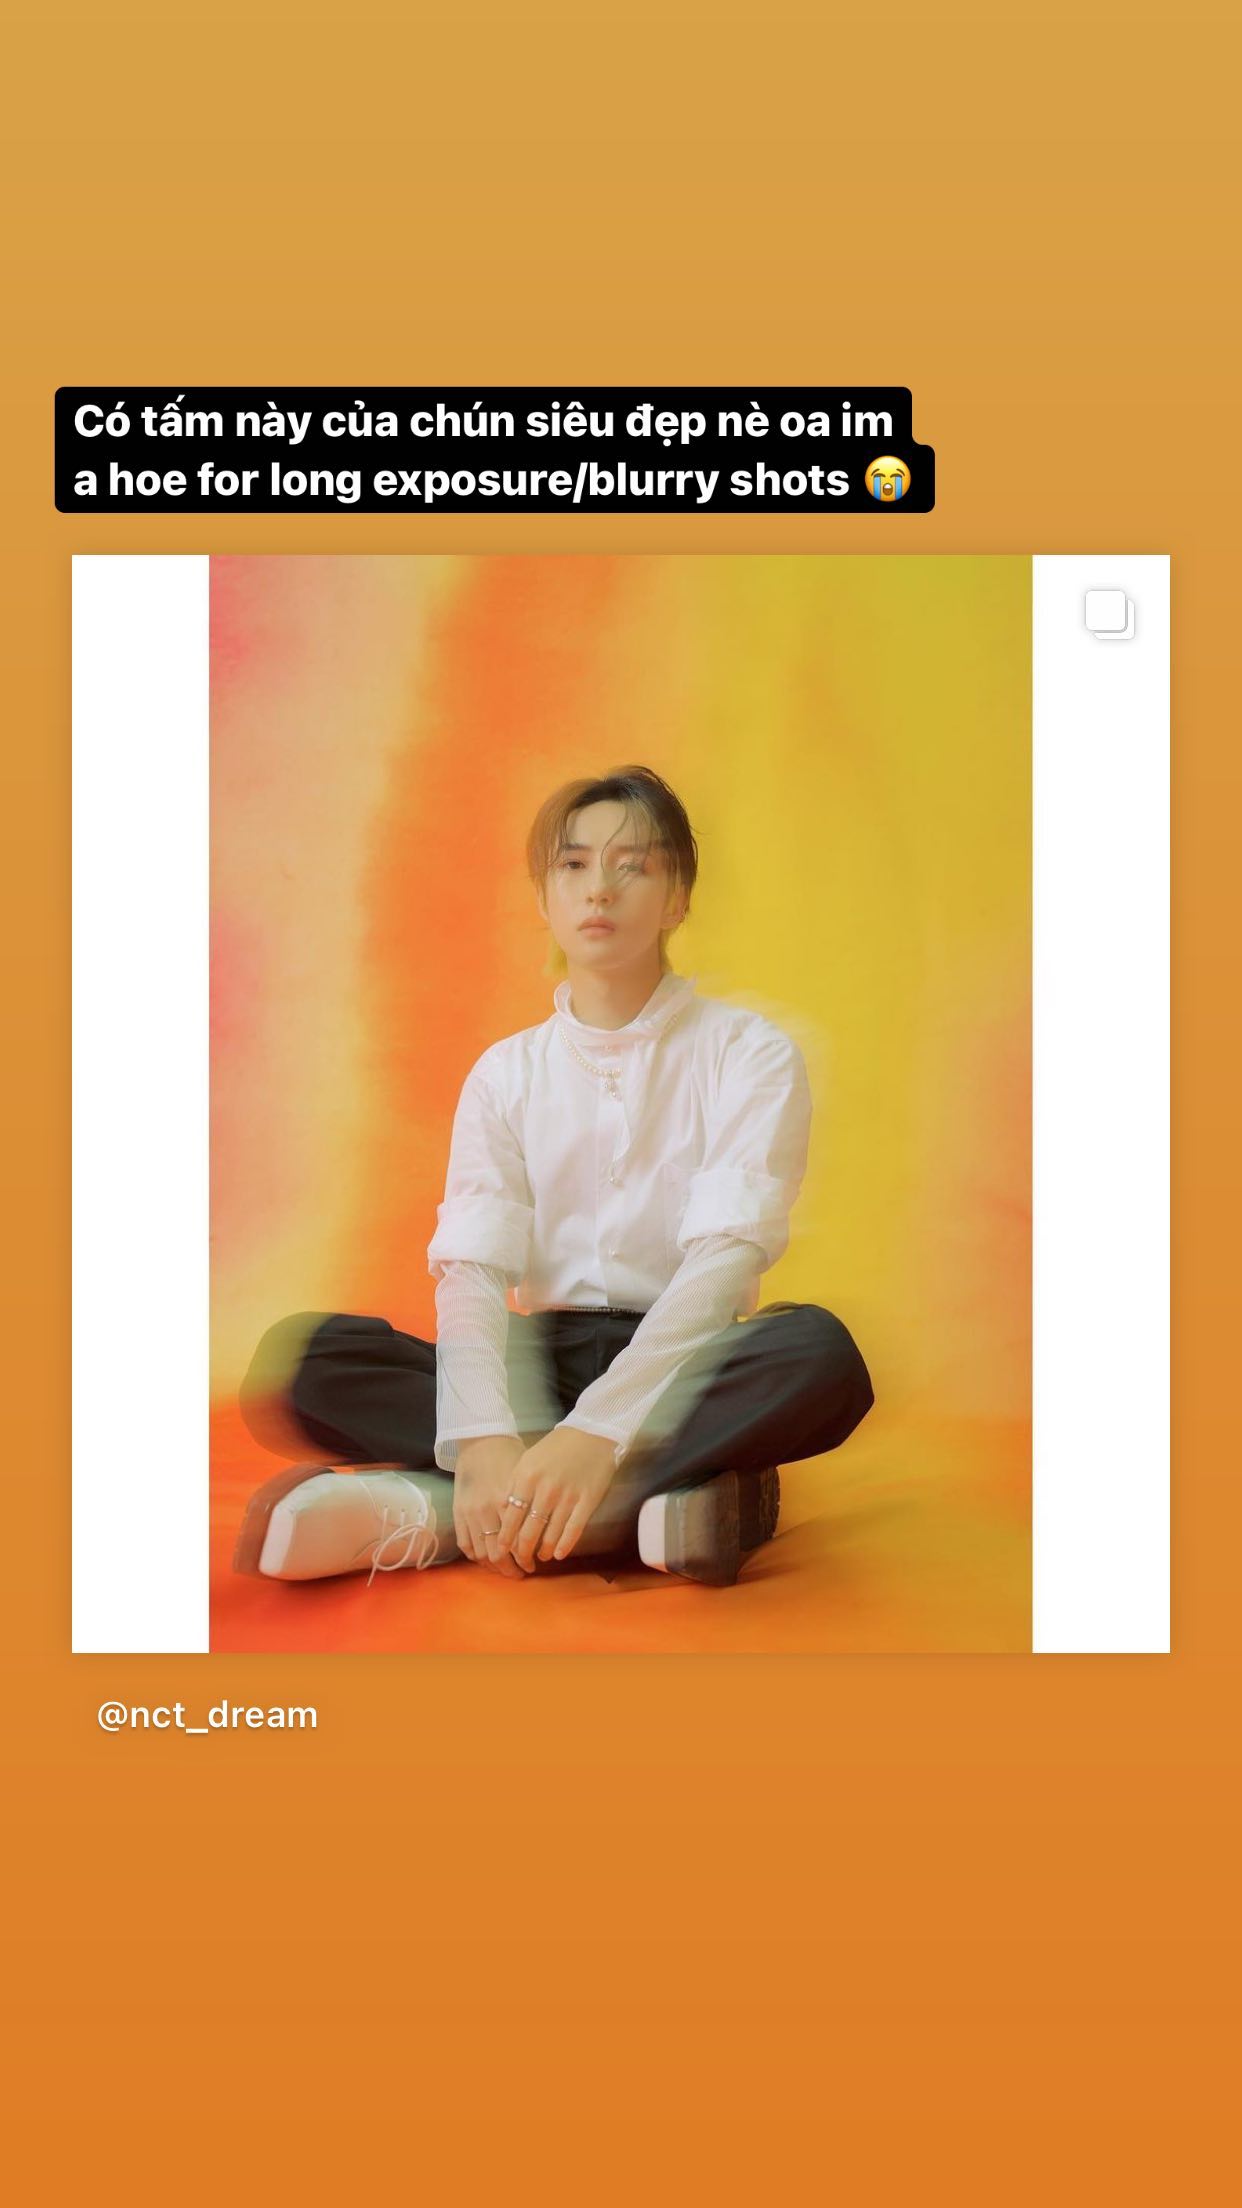 Có tấm này của chún siêu đẹp nè oa im
a hoe for long exposure/blurry shots 😭
@nct_dream